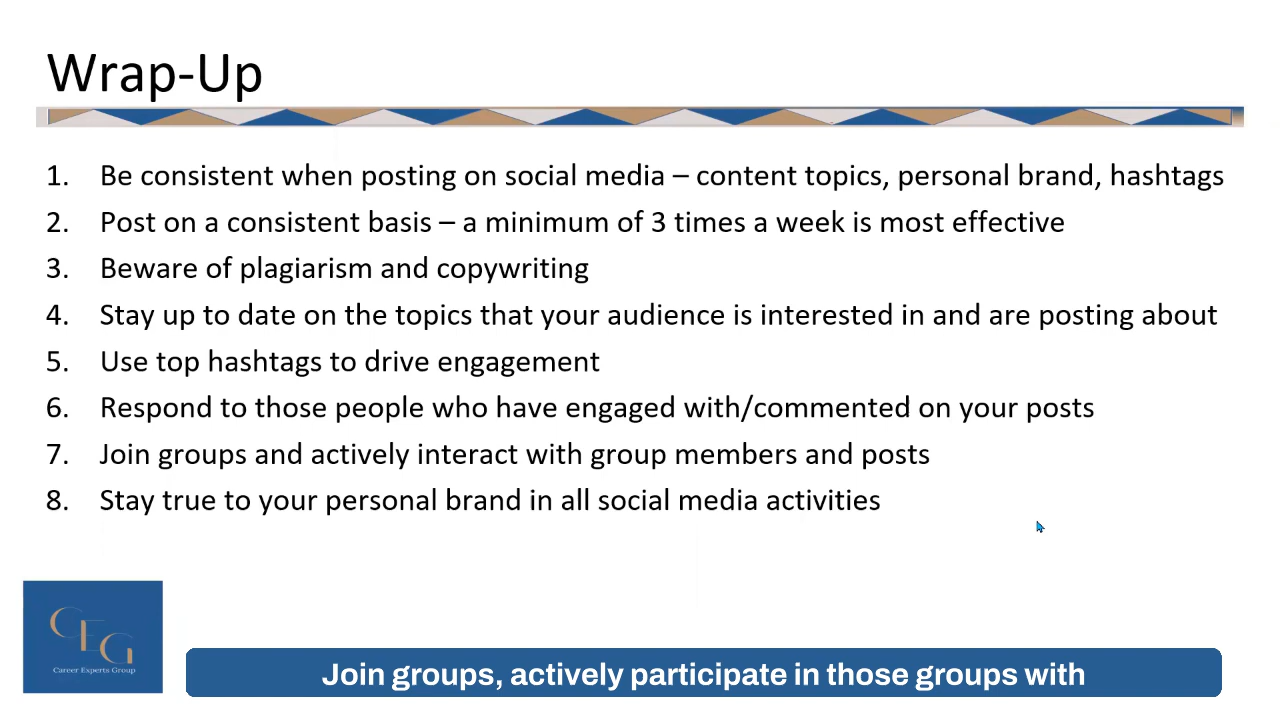 Wrap-Up
1. Be consistent when posting on social media – content topics, personal brand, hashtags
2. Post on a consistent basis – a minimum of 3 times a week is most effective
3. Beware of plagiarism and copywriting
4. Stay up to date on the topics that your audience is interested in and are posting about
5. Use top hashtags to drive engagement
6. Respond to those people who have engaged with/commented on your posts
7. Join groups and actively interact with group members and posts
8. Stay true to your personal brand in all social media activities
CEG
Career Experts Group
Join groups, actively participate in those groups with